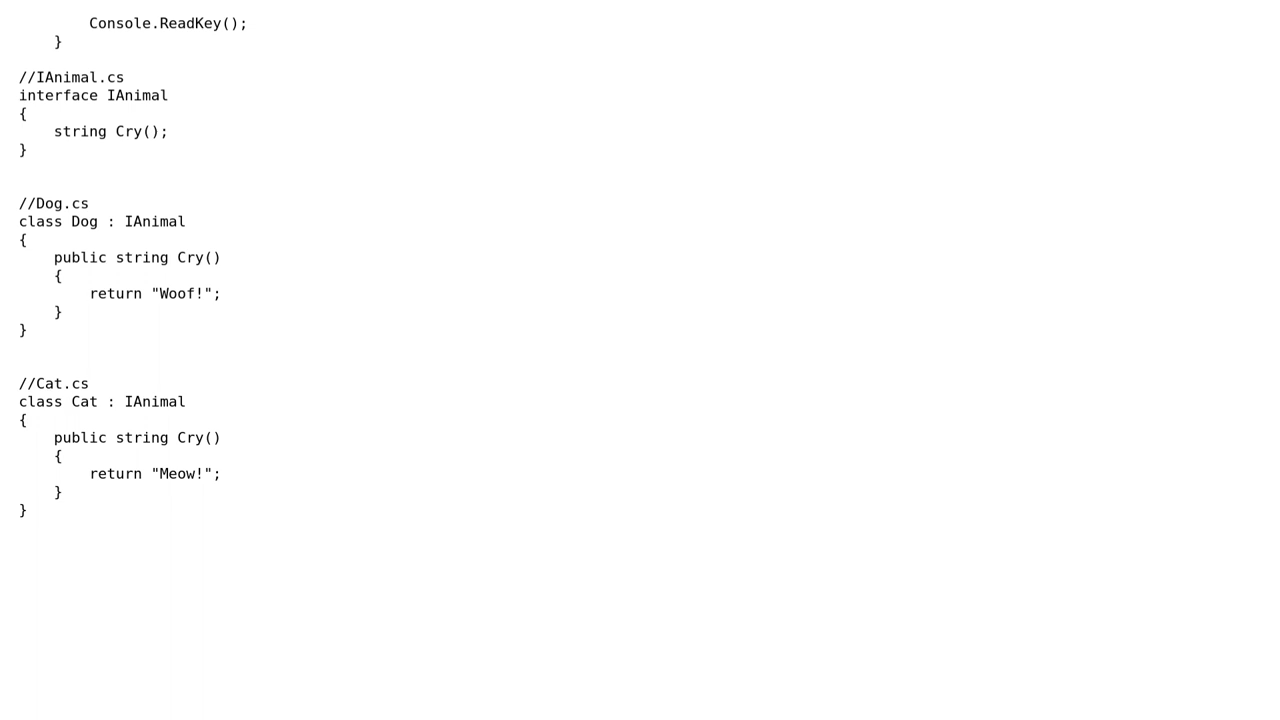 Console.ReadKey();
    }

//IAnimal.cs
interface IAnimal
{
    string Cry();
}


//Dog.cs
class Dog : IAnimal
{
    public string Cry()
    {
        return "Woof!";
    }
}


//Cat.cs
class Cat : IAnimal
{
    public string Cry()
    {
        return "Meow!";
    }
}